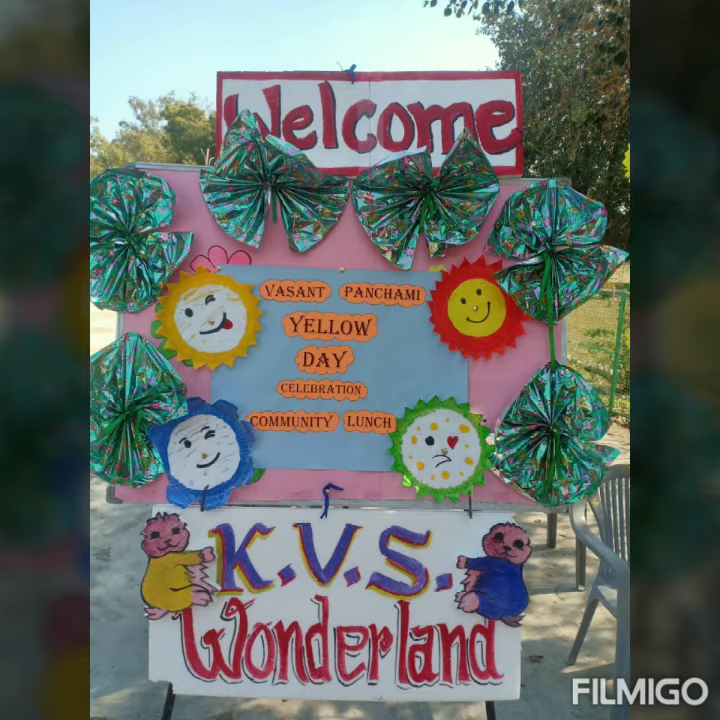 Welcome
VASANT PANCHAMI
YELLOW
DAY
CELEBRATION
COMMUNITY LUNCH
K.V.S.
Wonderland
FILMIGO